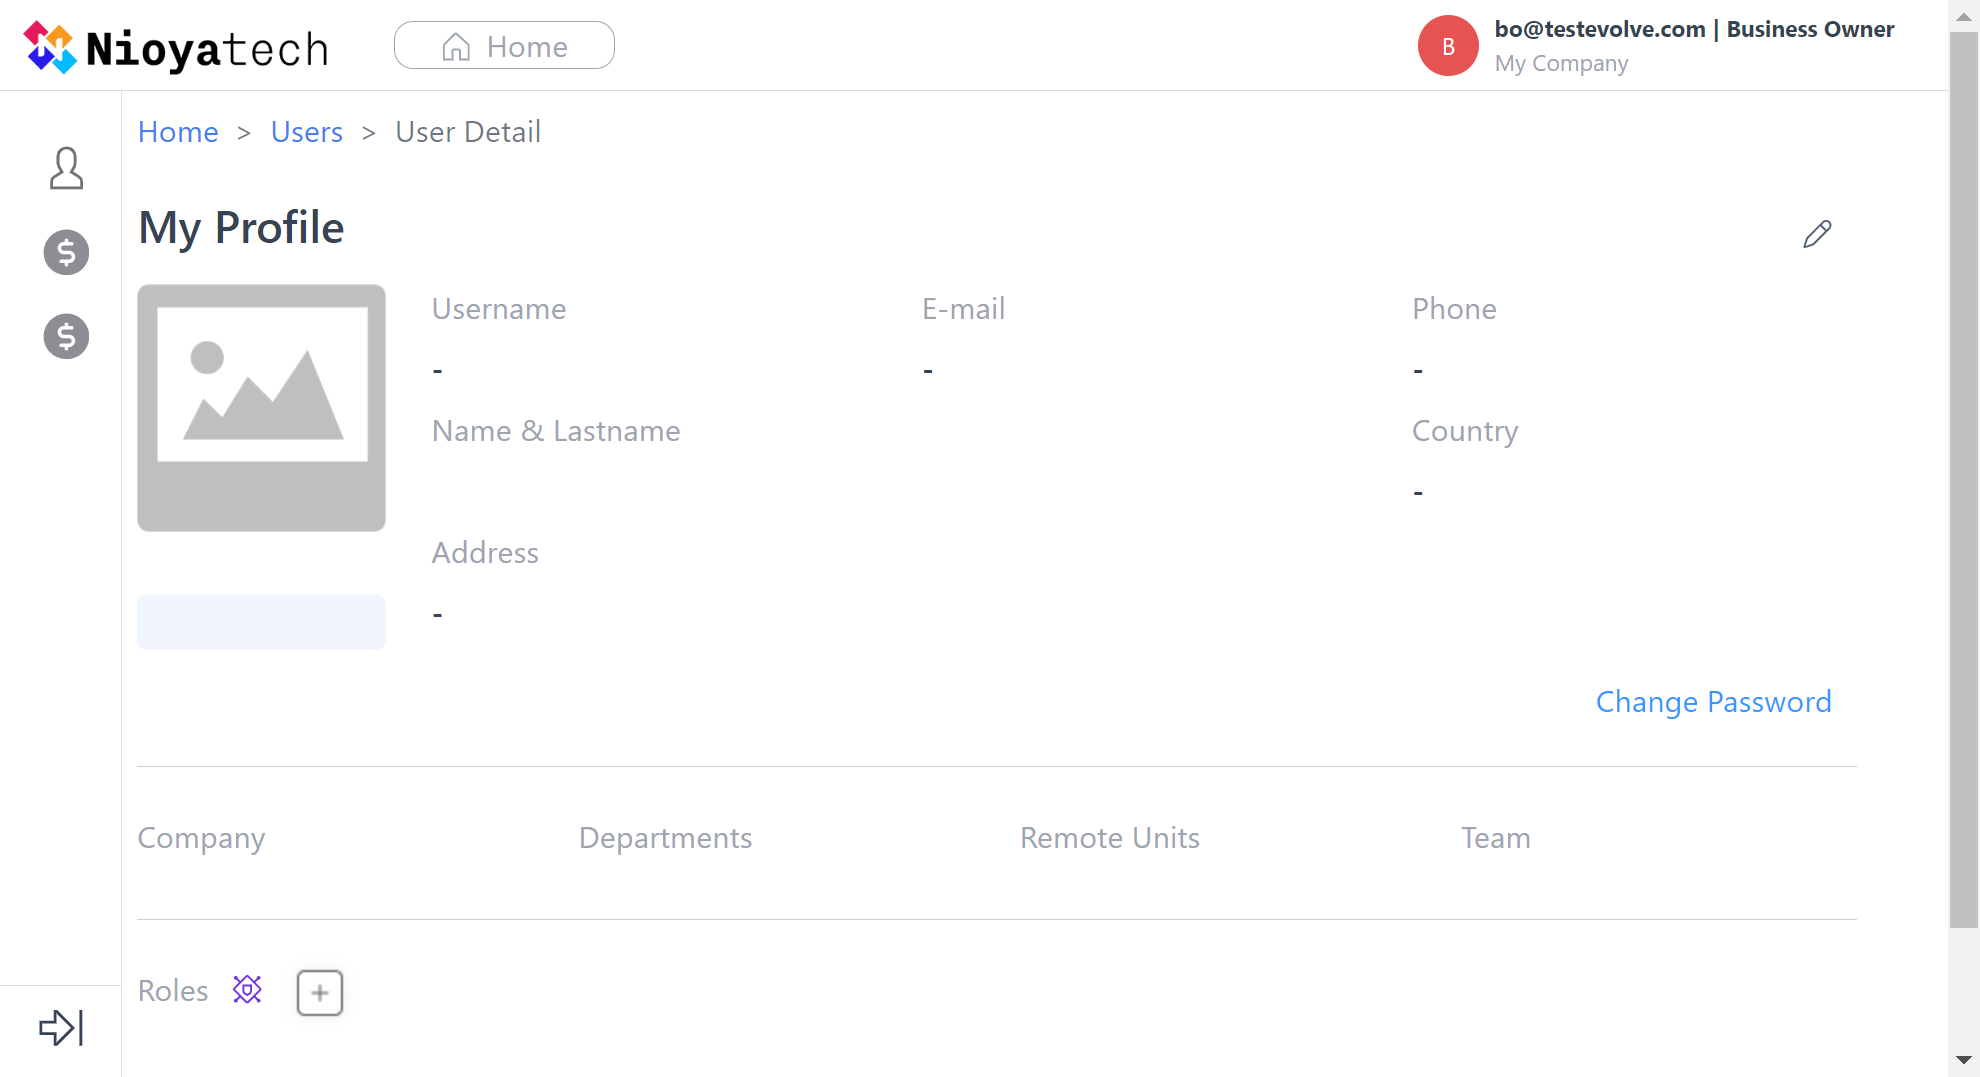 Nioyatech
Home
B
bo@testevolve.com | Business Owner
My Company
Home > Users > User Detail
My Profile
Username
E-mail
Phone
-
-
-
Name & Lastname
Country
-
Address
-
Change Password
Company
Departments
Remote Units
Team
Roles